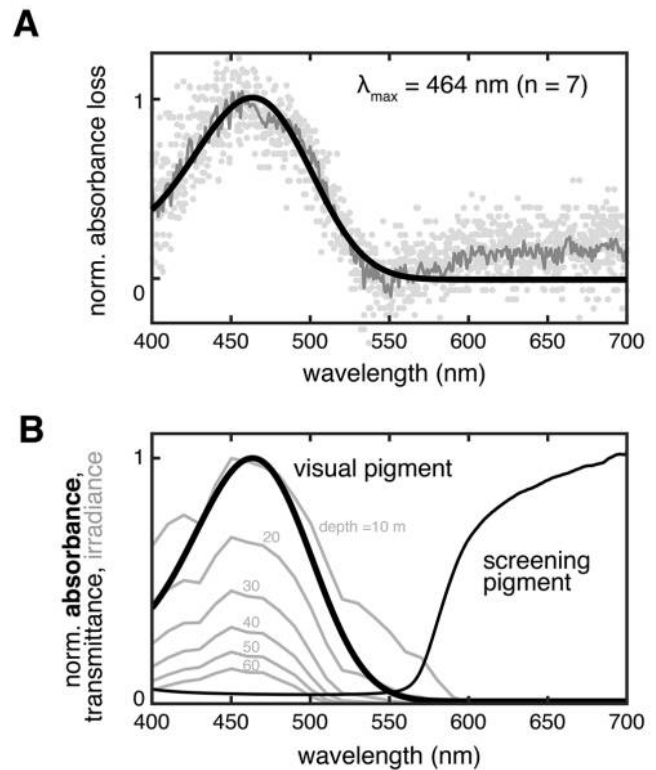 A
norm. absorbance loss
1
0
λmax = 464 nm (n = 7)
400 450 500 550 600 650 700
wavelength (nm)
B
norm. absorbance,
transmittance, irradiance
1
0
visual pigment
depth =10 m
20
30
40
50
60
screening
pigment
400 450 500 550 600 650 700
wavelength (nm)